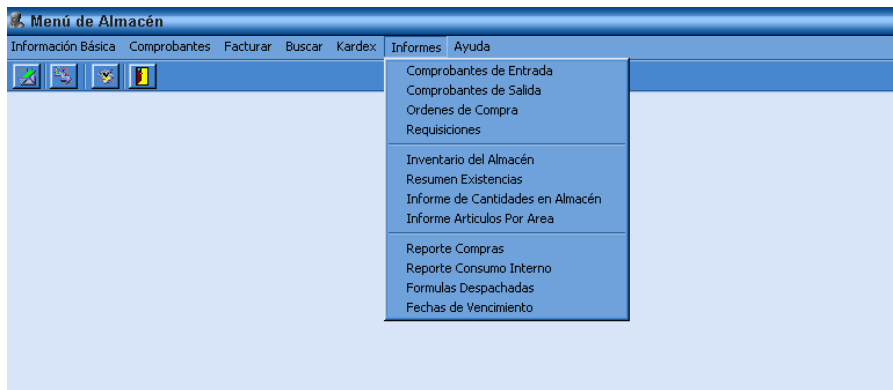 Menú de Almacén
Información Básica Comprobantes Facturar Buscar Kardex Informes Ayuda
Comprobantes de Entrada
Comprobantes de Salida
Ordenes de Compra
Requisiciones
Inventario del Almacén
Resumen Existencias
Informe de Cantidades en Almacén
Informe Articulos Por Area
Reporte Compras
Reporte Consumo Interno
Formulas Despachadas
Fechas de Vencimiento